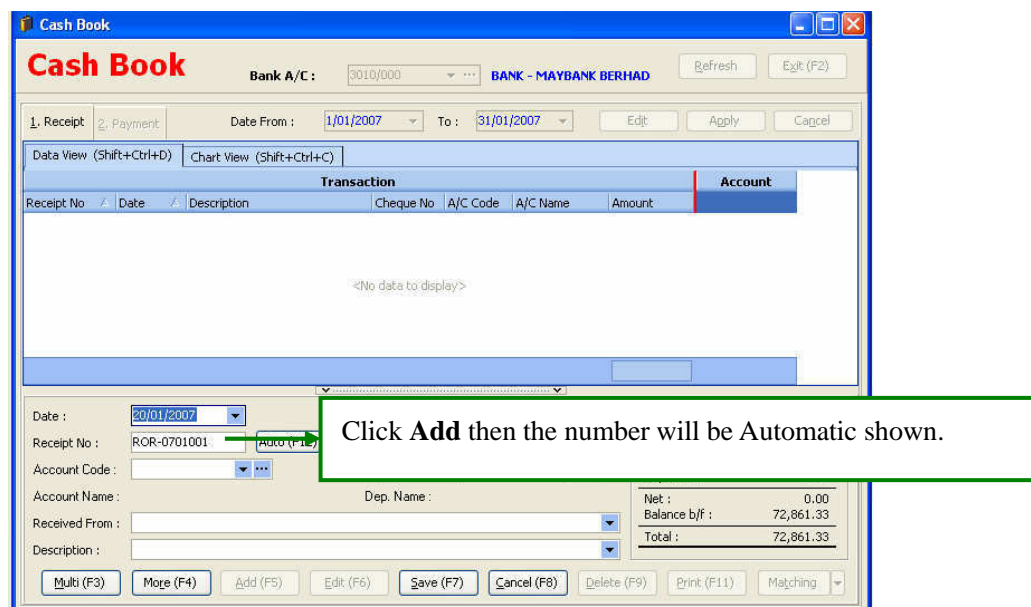 Cash Book
Cash Book Bank A/C : 3010/000 BANK - MAYBANK BERHAD Refresh Exit (F2)
1. Receipt 2. Payment Date From : 1/01/2007 To : 31/01/2007 Edit Apply Cancel
Data View (Shift+Ctrl+D) Chart View (Shift+Ctrl+C)
Transaction Account
Receipt No Date Description Cheque No A/C Code A/C Name Amount
<No data to display>
Date : 20/01/2007
Click Add then the number will be Automatic shown.
Receipt No : ROR-0701001 Auto (F12)
Account Code :
Account Name : Dep. Name : Net : 0.00
Balance b/f : 72,861.33
Received From :
Total : 72,861.33
Description :
Multi (F3) More (F4) Add (F5) Edit (F6) Save (F7) Cancel (F8) Delete (F9) Print (F11) Matching